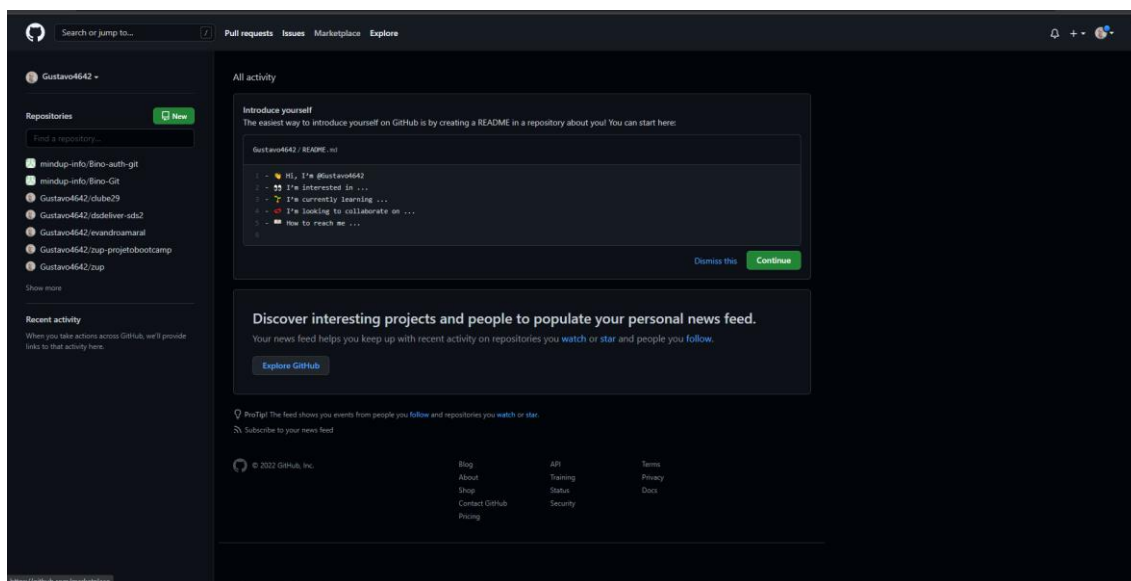 Search or jump to...
/
Pull requests Issues Marketplace Explore
Gustavo4642
Repositories
New
Find a repository...
mindup-info/Bino-auth-git
mindup-info/Bino-Git
Gustavo4642/clube29
Gustavo4642/dsdeliver-sds2
Gustavo4642/evandroamaral
Gustavo4642/zup-projetobootcamp
Gustavo4642/zup
Show more
Recent activity
When you take actions across GitHub, we'll provide
links to that activity here.
All activity
Introduce yourself
The easiest way to introduce yourself on GitHub is by creating a README in a repository about you! You can start here:
Gustavo4642 / README.md
1 - 👋 Hi, I'm @Gustavo4642
2 - 👀 I'm interested in ...
3 - 🌱 I'm currently learning ...
4 - 💞️ I'm looking to collaborate on ...
5 - 📫 How to reach me ...
6
Dismiss this
Continue
Discover interesting projects and people to populate your personal news feed.
Your news feed helps you keep up with recent activity on repositories you watch or star and people you follow.
Explore GitHub
ProTip! The feed shows you events from people you follow and repositories you watch or star.
Subscribe to your news feed
© 2022 GitHub, Inc.
Blog
About
Shop
Contact GitHub
Pricing
API
Training
Status
Security
Terms
Privacy
Docs
https://github.com/marketplace